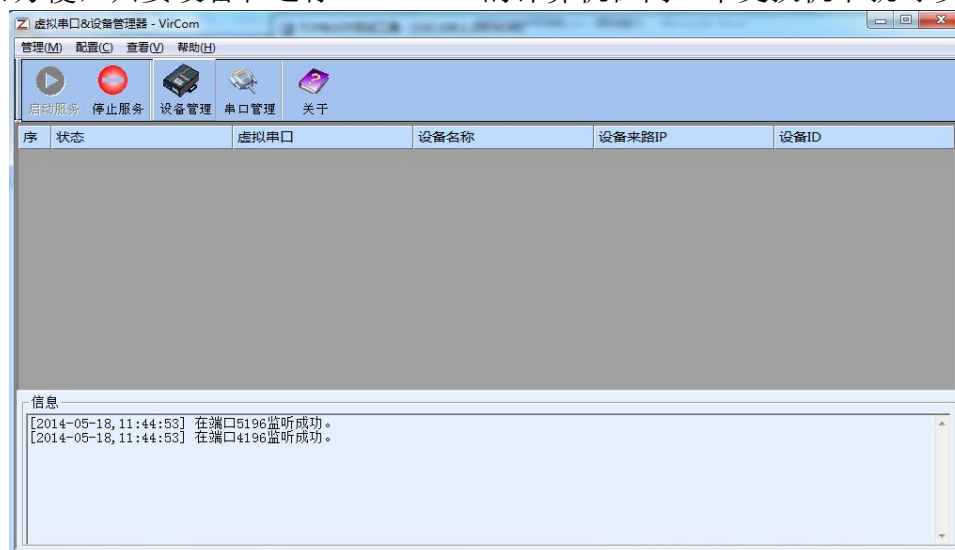 虚拟串口&设备管理器 - VirCom
管理(M) 配置(C) 查看(V) 帮助(H)
启动服务 停止服务 设备管理 串口管理 关于
序 状态 虚拟串口 设备名称 设备来路IP 设备ID
信息
[2014-05-18,11:44:53] 在端口5196监听成功。
[2014-05-18,11:44:53] 在端口4196监听成功。